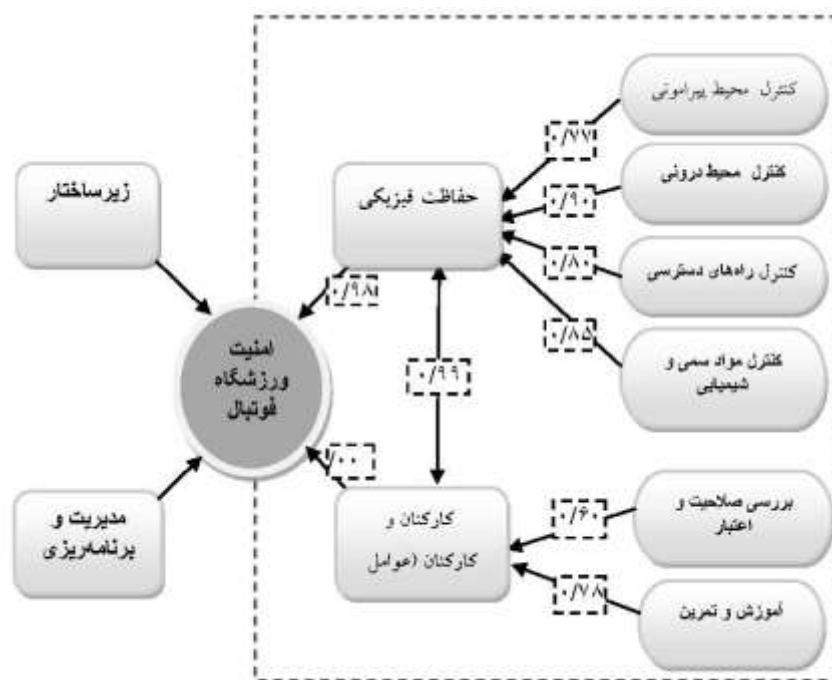 کنترل محیط پیرامونی
۰/۷۷
کنترل محیط درونی
۰/۹۰
حفاظت فیزیکی
زیرساختار
کنترل راه‌های دسترسی
۰/۸۰
۰/۹۸
کنترل مواد سمی و
شیمیایی
۰/۸۵
امنیت
ورزشگاه
فوتبال
۰/۹۹
/۰۰
بررسی صلاحیت و
اعتبار
۰/۶۰
کارکنان و
کارکنان (عوامل
مدیریت و
برنامه‌ریزی
آموزش و تمرین
۰/۷۸